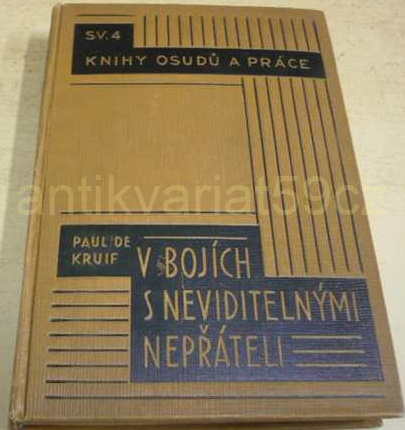 SV. 4
KNIHY OSUDŮ A PRÁCE
antikvariat59cz
PAUL DE
KRUIF
V BOJÍCH
S NEVIDITELNÝMI
NEPŘÁTELI